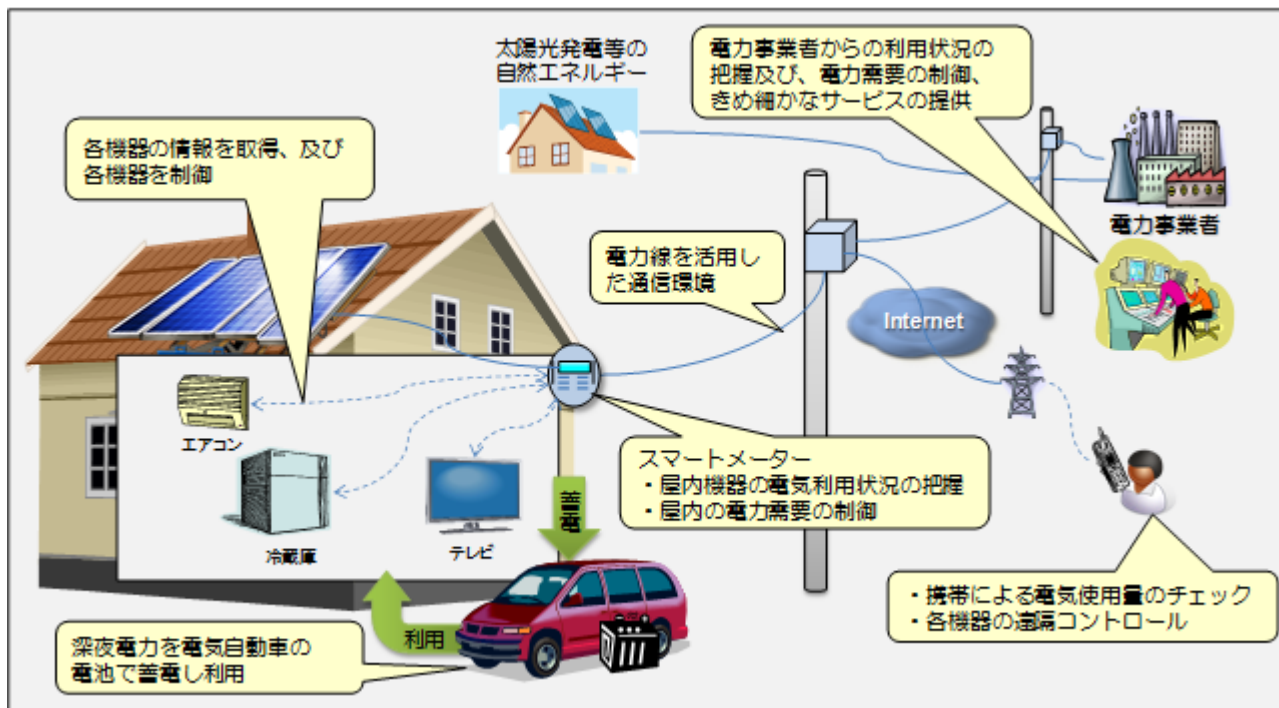 太陽光発電等の
自然エネルギー
電力事業者からの利用状況の
把握及び、電力需要の制御、
きめ細かなサービスの提供
各機器の情報を取得、及び
各機器を制御
電力事業者
電力線を活用し
た通信環境
Internet
エアコン
冷蔵庫
テレビ
スマートメーター
・屋内機器の電気利用状況の把握
・屋内の電力需要の制御
蓄電
利用
深夜電力を電気自動車の
電池で蓄電し利用
・携帯による電気使用量のチェック
・各機器の遠隔コントロール